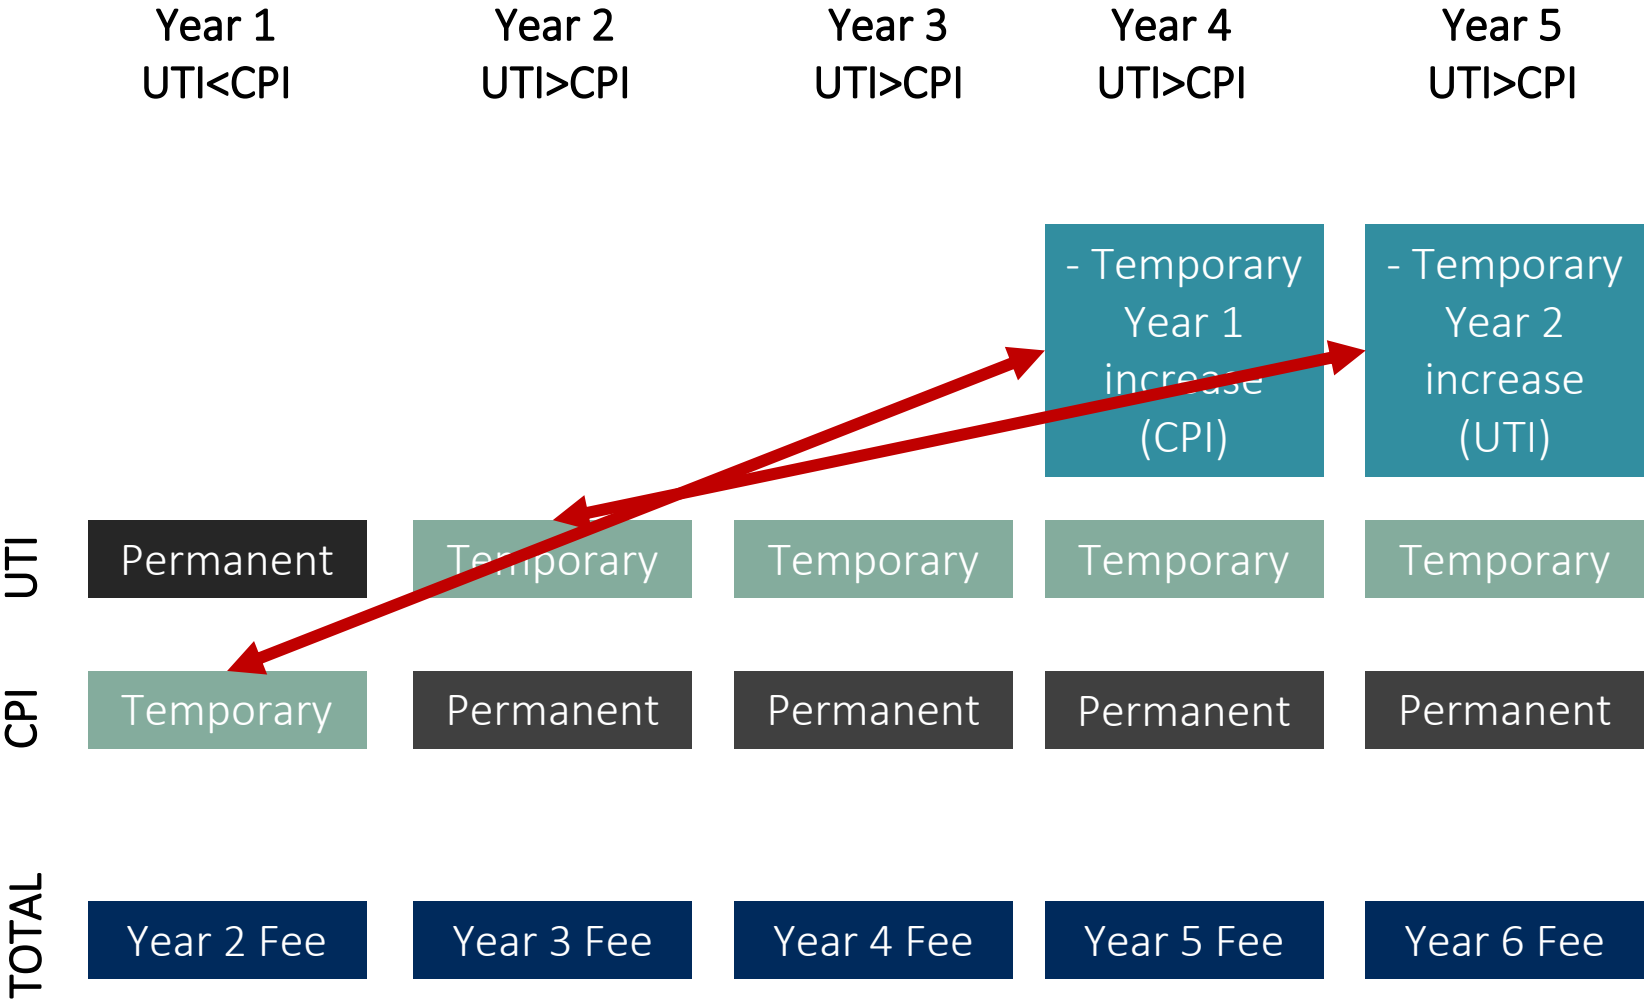 Year 1
UTI<CPI
Year 2
UTI>CPI
Year 3
UTI>CPI
Year 4
UTI>CPI
Year 5
UTI>CPI
- Temporary
Year 1
increase
(CPI)
- Temporary
Year 2
increase
(UTI)
UTI
Permanent
Temporary
Temporary
Temporary
Temporary
CPI
Temporary
Permanent
Permanent
Permanent
Permanent
TOTAL
Year 2 Fee
Year 3 Fee
Year 4 Fee
Year 5 Fee
Year 6 Fee